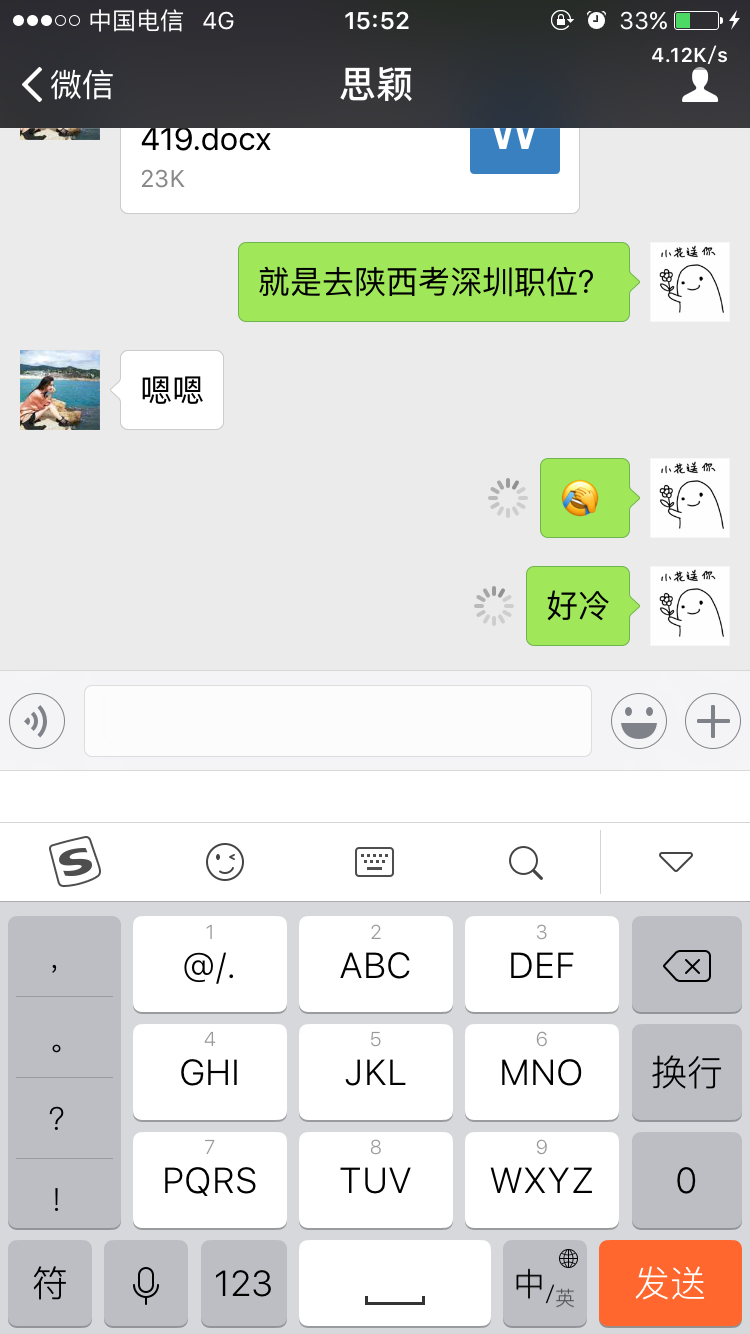 中国电信 4G 15:52 33%
4.12K/s
微信 思颖
419.docx
W
23K
小花送你
就是去陕西考深圳职位?
嗯嗯
小花送你
小花送你
好冷
S
1
@/.
2
ABC
3
DEF
，
。
?
!
4
GHI
5
JKL
6
MNO
换行
7
PQRS
8
TUV
9
WXYZ
0
符
123
中/英
发送